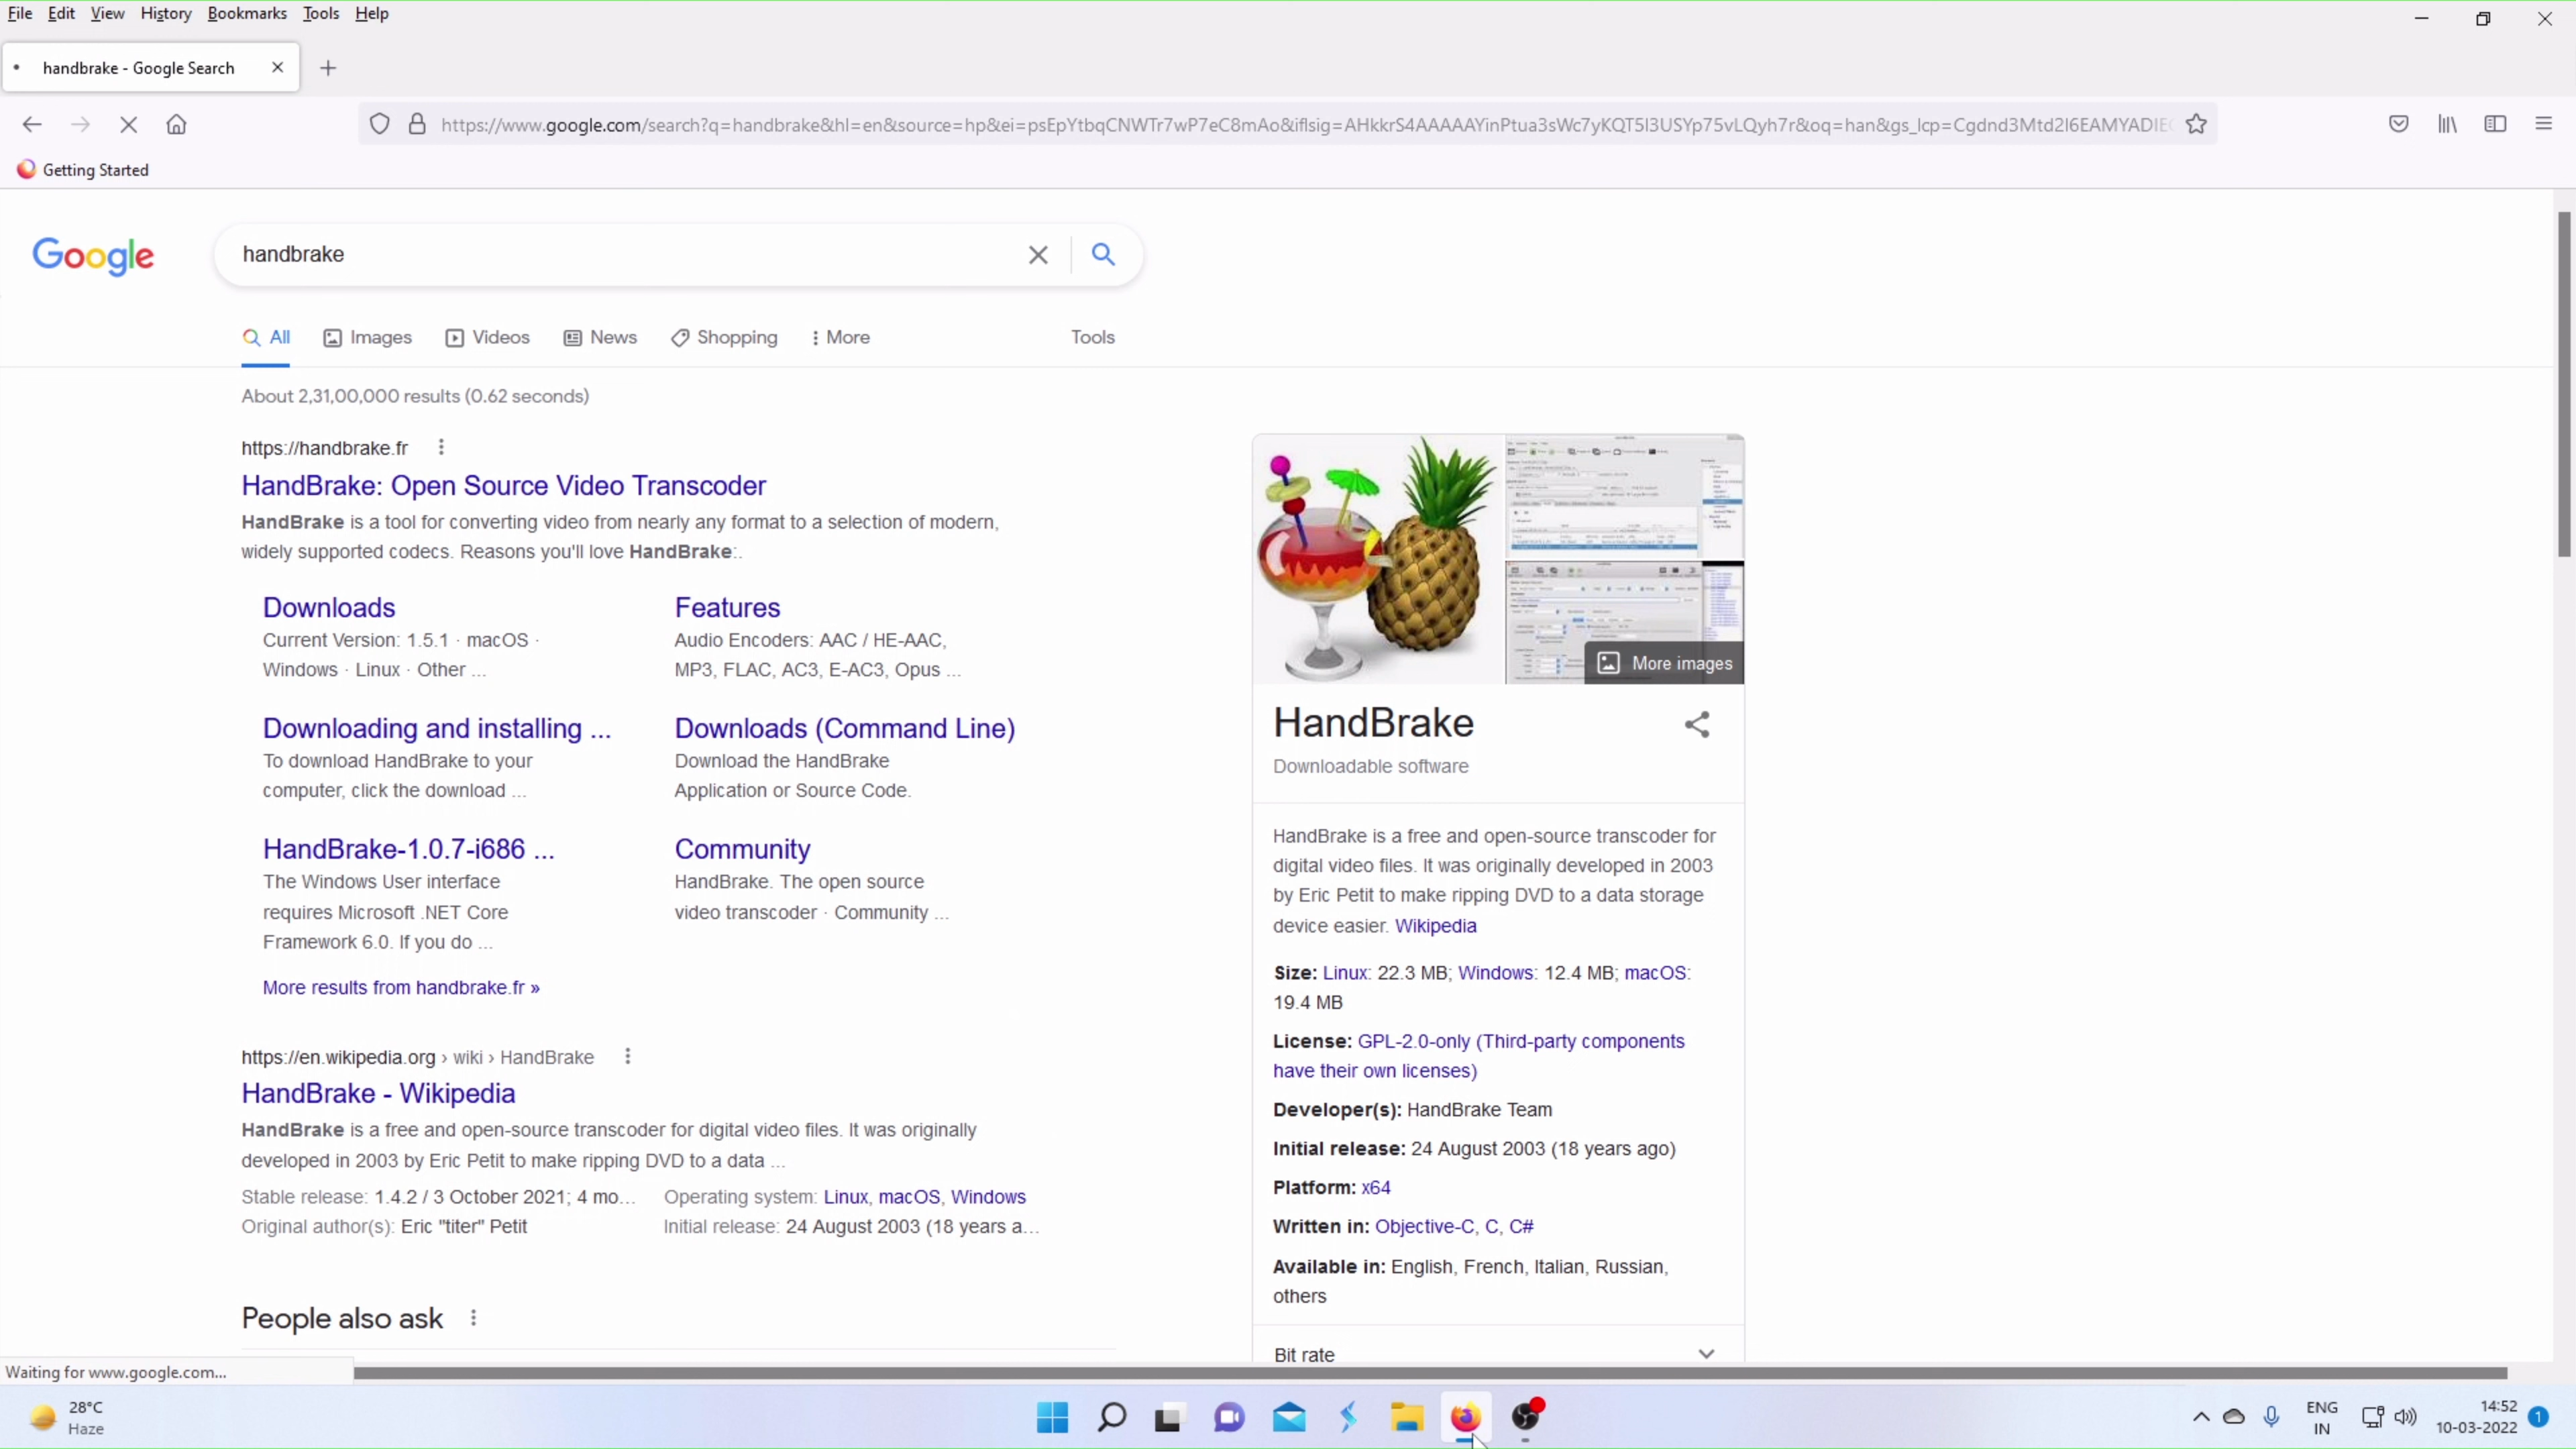 File Edit View History Bookmarks Tools Help
handbrake - Google Search
https://www.google.com/search?q=handbrake&hl=en&source=hp&ei=psEpYtbqCNWTr7wP7eC8mAo&iflsig=AHkkrS4AAAAAYinPtua3sWc7yKQT5I3USYp75vLQyh7r&oq=han&gs_lcp=Cgdnd3Mtd2l6EAMYADIE
Getting Started
Google
handbrake
All Images Videos News Shopping More Tools
About 2,31,00,000 results (0.62 seconds)
https://handbrake.fr
HandBrake: Open Source Video Transcoder
HandBrake is a tool for converting video from nearly any format to a selection of modern,
widely supported codecs. Reasons you'll love HandBrake:.
Downloads
Current Version: 1.5.1 · macOS ·
Windows · Linux · Other ...
Features
Audio Encoders: AAC / HE-AAC,
MP3, FLAC, AC3, E-AC3, Opus ...
Downloading and installing ...
To download HandBrake to your
computer, click the download ...
Downloads (Command Line)
Download the HandBrake
Application or Source Code.
HandBrake-1.0.7-i686 ...
The Windows User interface
requires Microsoft .NET Core
Framework 6.0. If you do ...
Community
HandBrake. The open source
video transcoder · Community ...
More results from handbrake.fr »
https://en.wikipedia.org › wiki › HandBrake
HandBrake - Wikipedia
HandBrake is a free and open-source transcoder for digital video files. It was originally
developed in 2003 by Eric Petit to make ripping DVD to a data ...
Stable release: 1.4.2 / 3 October 2021; 4 mo...
Operating system: Linux, macOS, Windows
Original author(s): Eric "titer" Petit
Initial release: 24 August 2003 (18 years a...
People also ask
More images
HandBrake
Downloadable software
HandBrake is a free and open-source transcoder for
digital video files. It was originally developed in 2003
by Eric Petit to make ripping DVD to a data storage
device easier. Wikipedia
Size: Linux: 22.3 MB; Windows: 12.4 MB; macOS:
19.4 MB
License: GPL-2.0-only (Third-party components
have their own licenses)
Developer(s): HandBrake Team
Initial release: 24 August 2003 (18 years ago)
Platform: x64
Written in: Objective-C, C, C#
Available in: English, French, Italian, Russian,
others
Bit rate
Waiting for www.google.com...
28°C
Haze
ENG
IN
14:52
10-03-2022
1